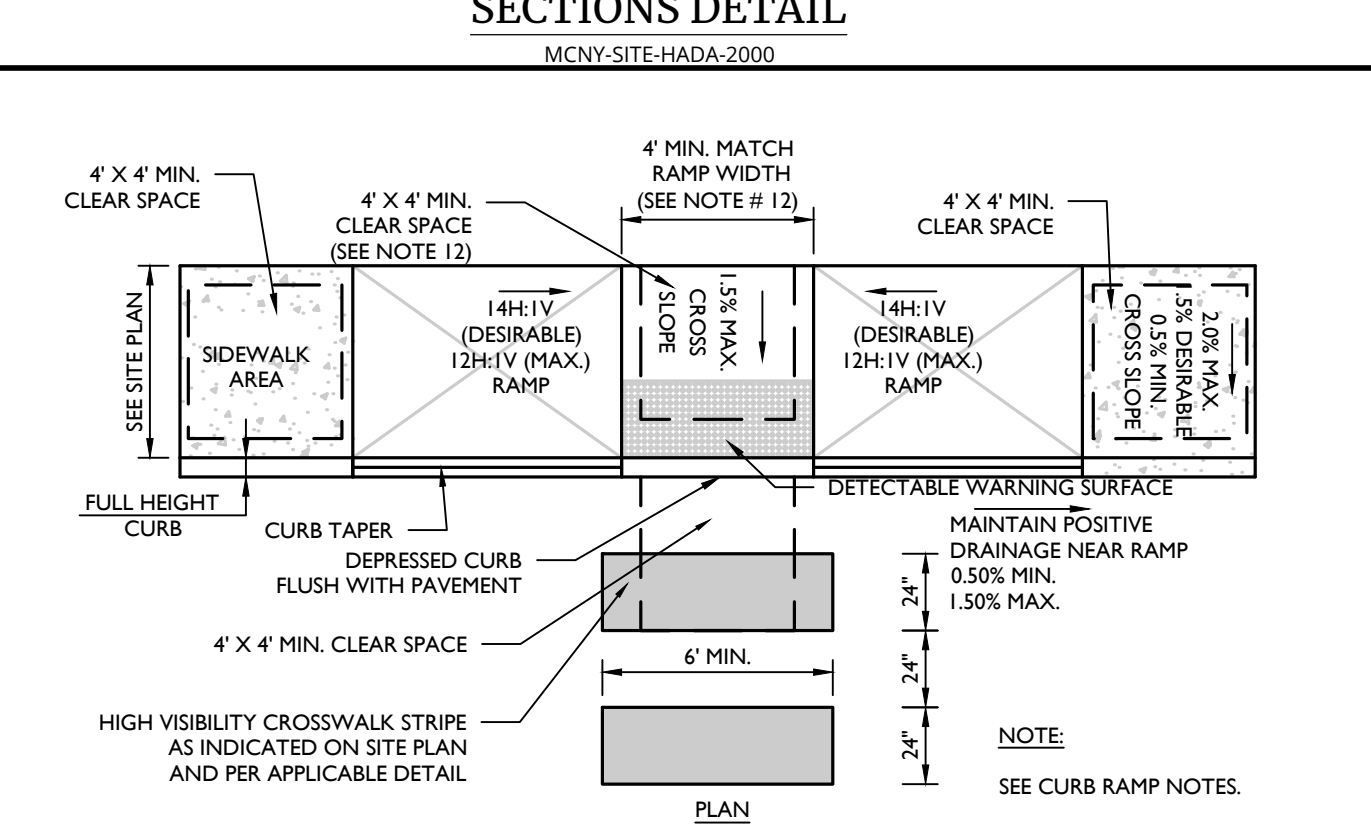 SECTIONS DETAIL
MCNY-SITE-HADA-2000
4' X 4' MIN.
CLEAR SPACE
4' X 4' MIN.
CLEAR SPACE
(SEE NOTE 12)
4' MIN. MATCH
RAMP WIDTH
(SEE NOTE # 12)
4' X 4' MIN.
CLEAR SPACE
SEE SITE PLAN
SIDEWALK
AREA
14H:1V
(DESIRABLE)
12H:1V (MAX.)
RAMP
1.5% MAX.
CROSS
SLOPE
14H:1V
(DESIRABLE)
12H:1V (MAX.)
RAMP
2.0% MAX.
.5% DESIRABLE
0.5% MIN.
CROSS SLOPE
FULL HEIGHT
CURB
CURB TAPER
DEPRESSED CURB
FLUSH WITH PAVEMENT
DETECTABLE WARNING SURFACE
MAINTAIN POSITIVE
DRAINAGE NEAR RAMP
0.50% MIN.
1.50% MAX.
4' X 4' MIN. CLEAR SPACE
6' MIN.
24"
24"
24"
HIGH VISIBILITY CROSSWALK STRIPE
AS INDICATED ON SITE PLAN
AND PER APPLICABLE DETAIL
NOTE:
SEE CURB RAMP NOTES.
PLAN